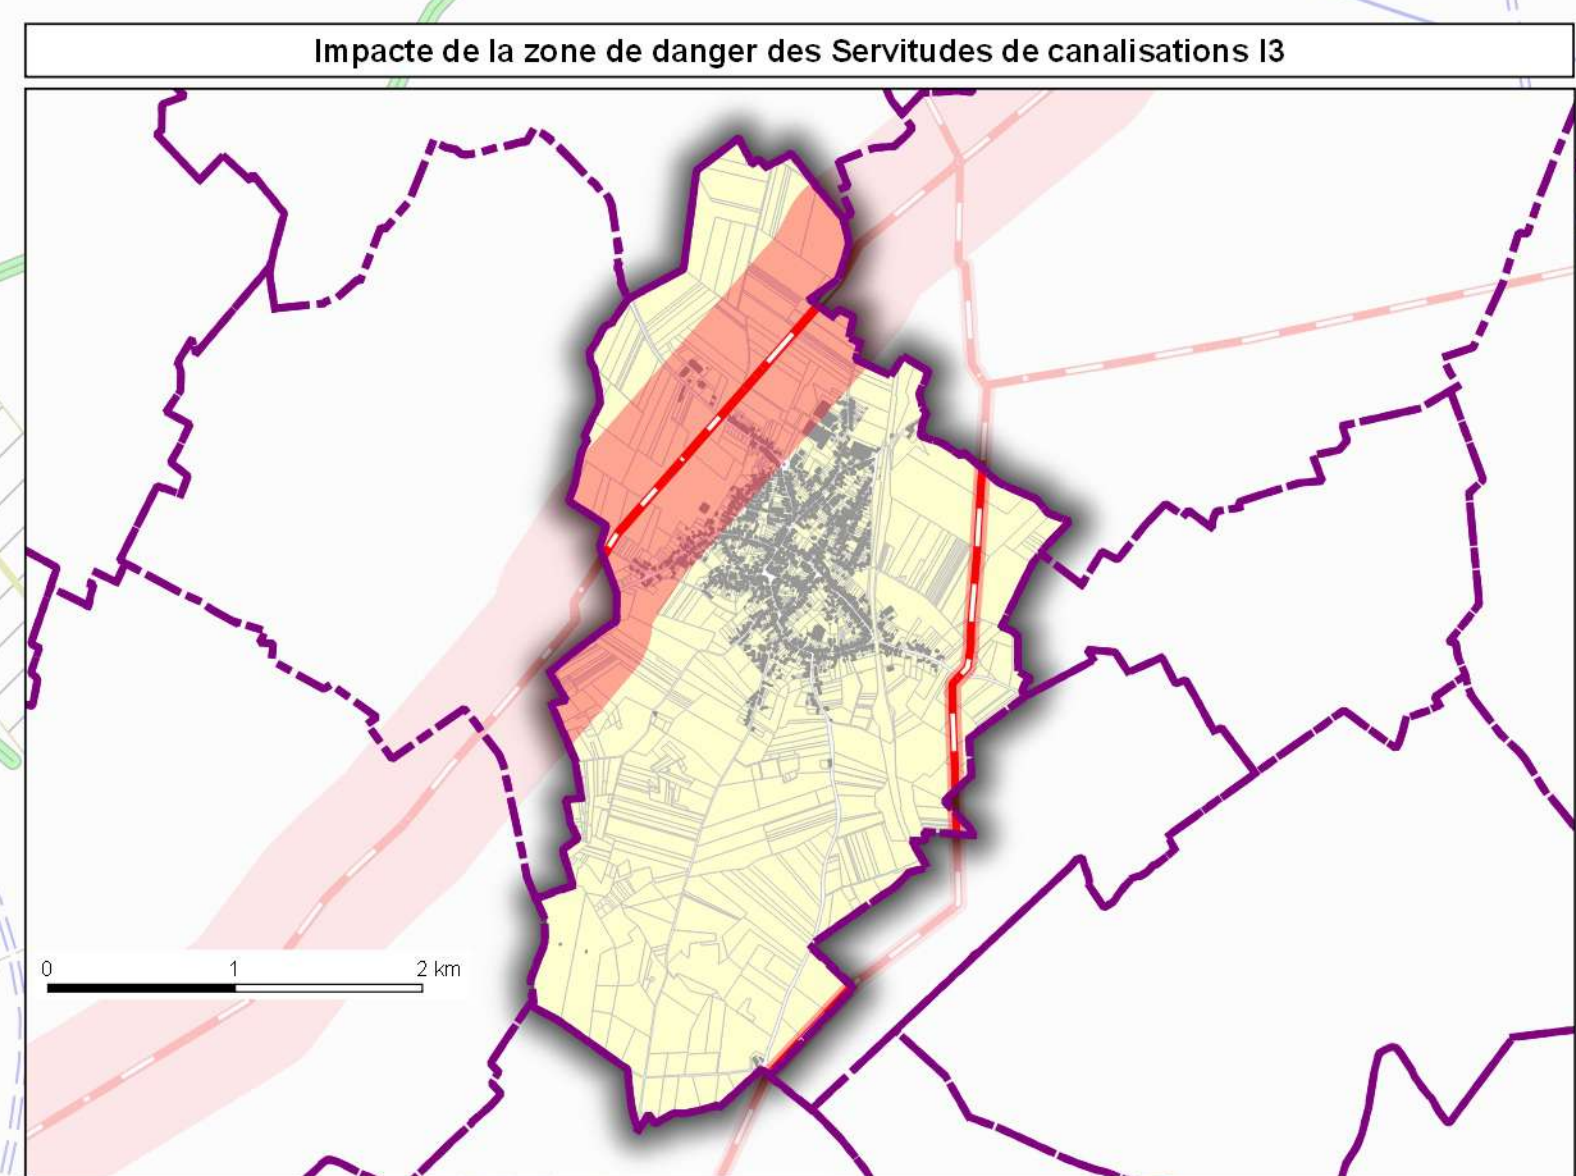 Impacte de la zone de danger des Servitudes de canalisations I3
0 1 2 km